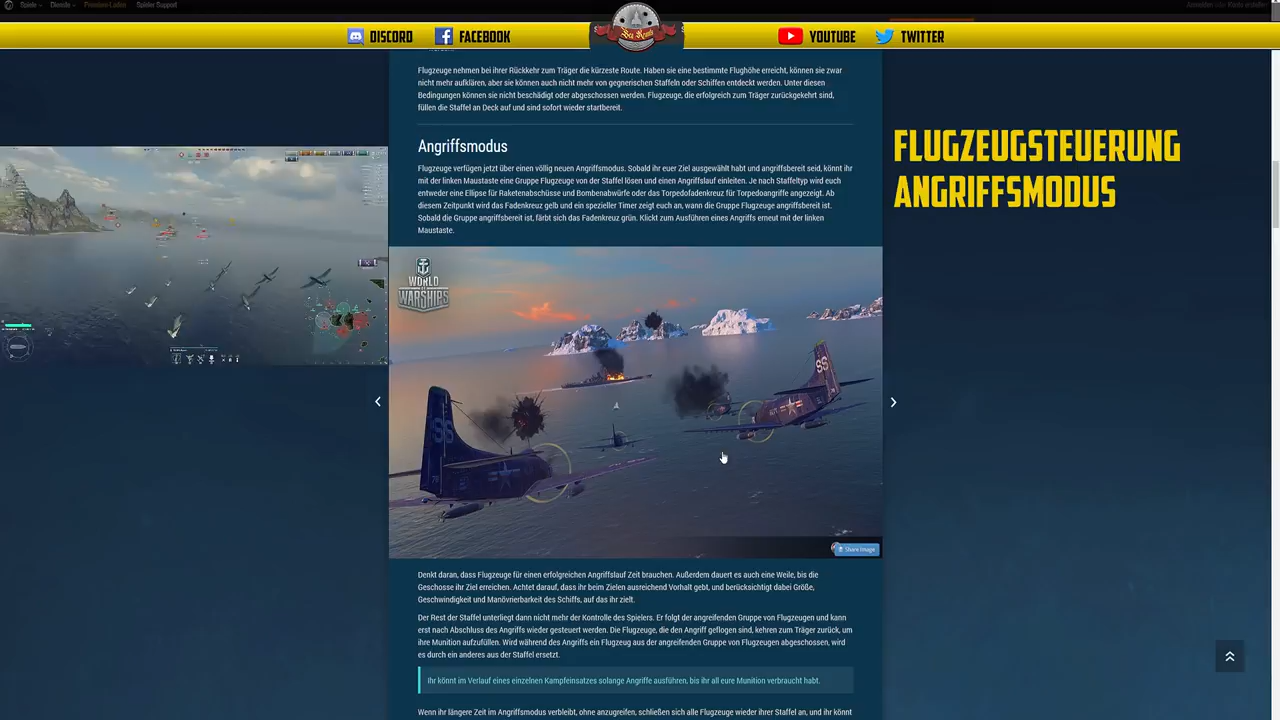 Spiele
Dienste
Premium-Laden
Spieler Support
Anmelden oder Konto erstellen
DISCORD
FACEBOOK
YOUTUBE
TWITTER
Flugzeuge nehmen bei ihrer Rückkehr zum Träger die kürzeste Route. Haben sie eine bestimmte Flughöhe erreicht, können sie zwar
nicht mehr aufklären, aber sie können auch nicht mehr von gegnerischen Staffeln oder Schiffen entdeckt werden. Unter diesen
Bedingungen können sie nicht beschädigt oder abgeschossen werden. Flugzeuge, die erfolgreich zum Träger zurückgekehrt sind,
füllen die Staffel an Deck auf und sind sofort wieder startbereit.
Angriffsmodus
Flugzeuge verfügen jetzt über einen völlig neuen Angriffsmodus. Sobald ihr euer Ziel ausgewählt habt und angriffsbereit seid, könnt ihr
mit der linken Maustaste eine Gruppe Flugzeuge von der Staffel lösen und einen Angriffslauf einleiten. Je nach Staffeltyp wird euch
entweder eine Ellipse für Raketenabschüsse und Bombenabwürfe oder das Torpedofadenkreuz für Torpedoangriffe angezeigt. Ab
diesem Zeitpunkt wird das Fadenkreuz gelb und ein spezieller Timer zeigt euch an, wann die Gruppe Flugzeuge angriffsbereit ist.
Sobald die Gruppe angriffsbereit ist, färbt sich das Fadenkreuz grün. Klickt zum Ausführen eines Angriffs erneut mit der linken
Maustaste.
FLUGZEUGSTEUERUNG
ANGRIFFSMODUS
WORLD
OF
WARSHIPS
SS
SS
Share Image
Denkt daran, dass Flugzeuge für einen erfolgreichen Angriffslauf Zeit brauchen. Außerdem dauert es auch eine Weile, bis die
Geschosse ihr Ziel erreichen. Achtet darauf, dass ihr beim Zielen ausreichend Vorhalt gebt, und berücksichtigt dabei Größe,
Geschwindigkeit und Manövrierbarkeit des Schiffs, auf das ihr zielt.
Der Rest der Staffel unterliegt dann nicht mehr der Kontrolle des Spielers. Er folgt der angreifenden Gruppe von Flugzeugen und kann
erst nach Abschluss des Angriffs wieder gesteuert werden. Die Flugzeuge, die den Angriff geflogen sind, kehren zum Träger zurück, um
ihre Munition aufzufüllen. Wird während des Angriffs ein Flugzeug aus der angreifenden Gruppe von Flugzeugen abgeschossen, wird
es durch ein anderes aus der Staffel ersetzt.
Ihr könnt im Verlauf eines einzelnen Kampfeinsatzes solange Angriffe ausführen, bis ihr all eure Munition verbraucht habt.
Wenn ihr längere Zeit im Angriffsmodus verbleibt, ohne anzugreifen, schließen sich alle Flugzeuge wieder ihrer Staffel an, und ihr könnt